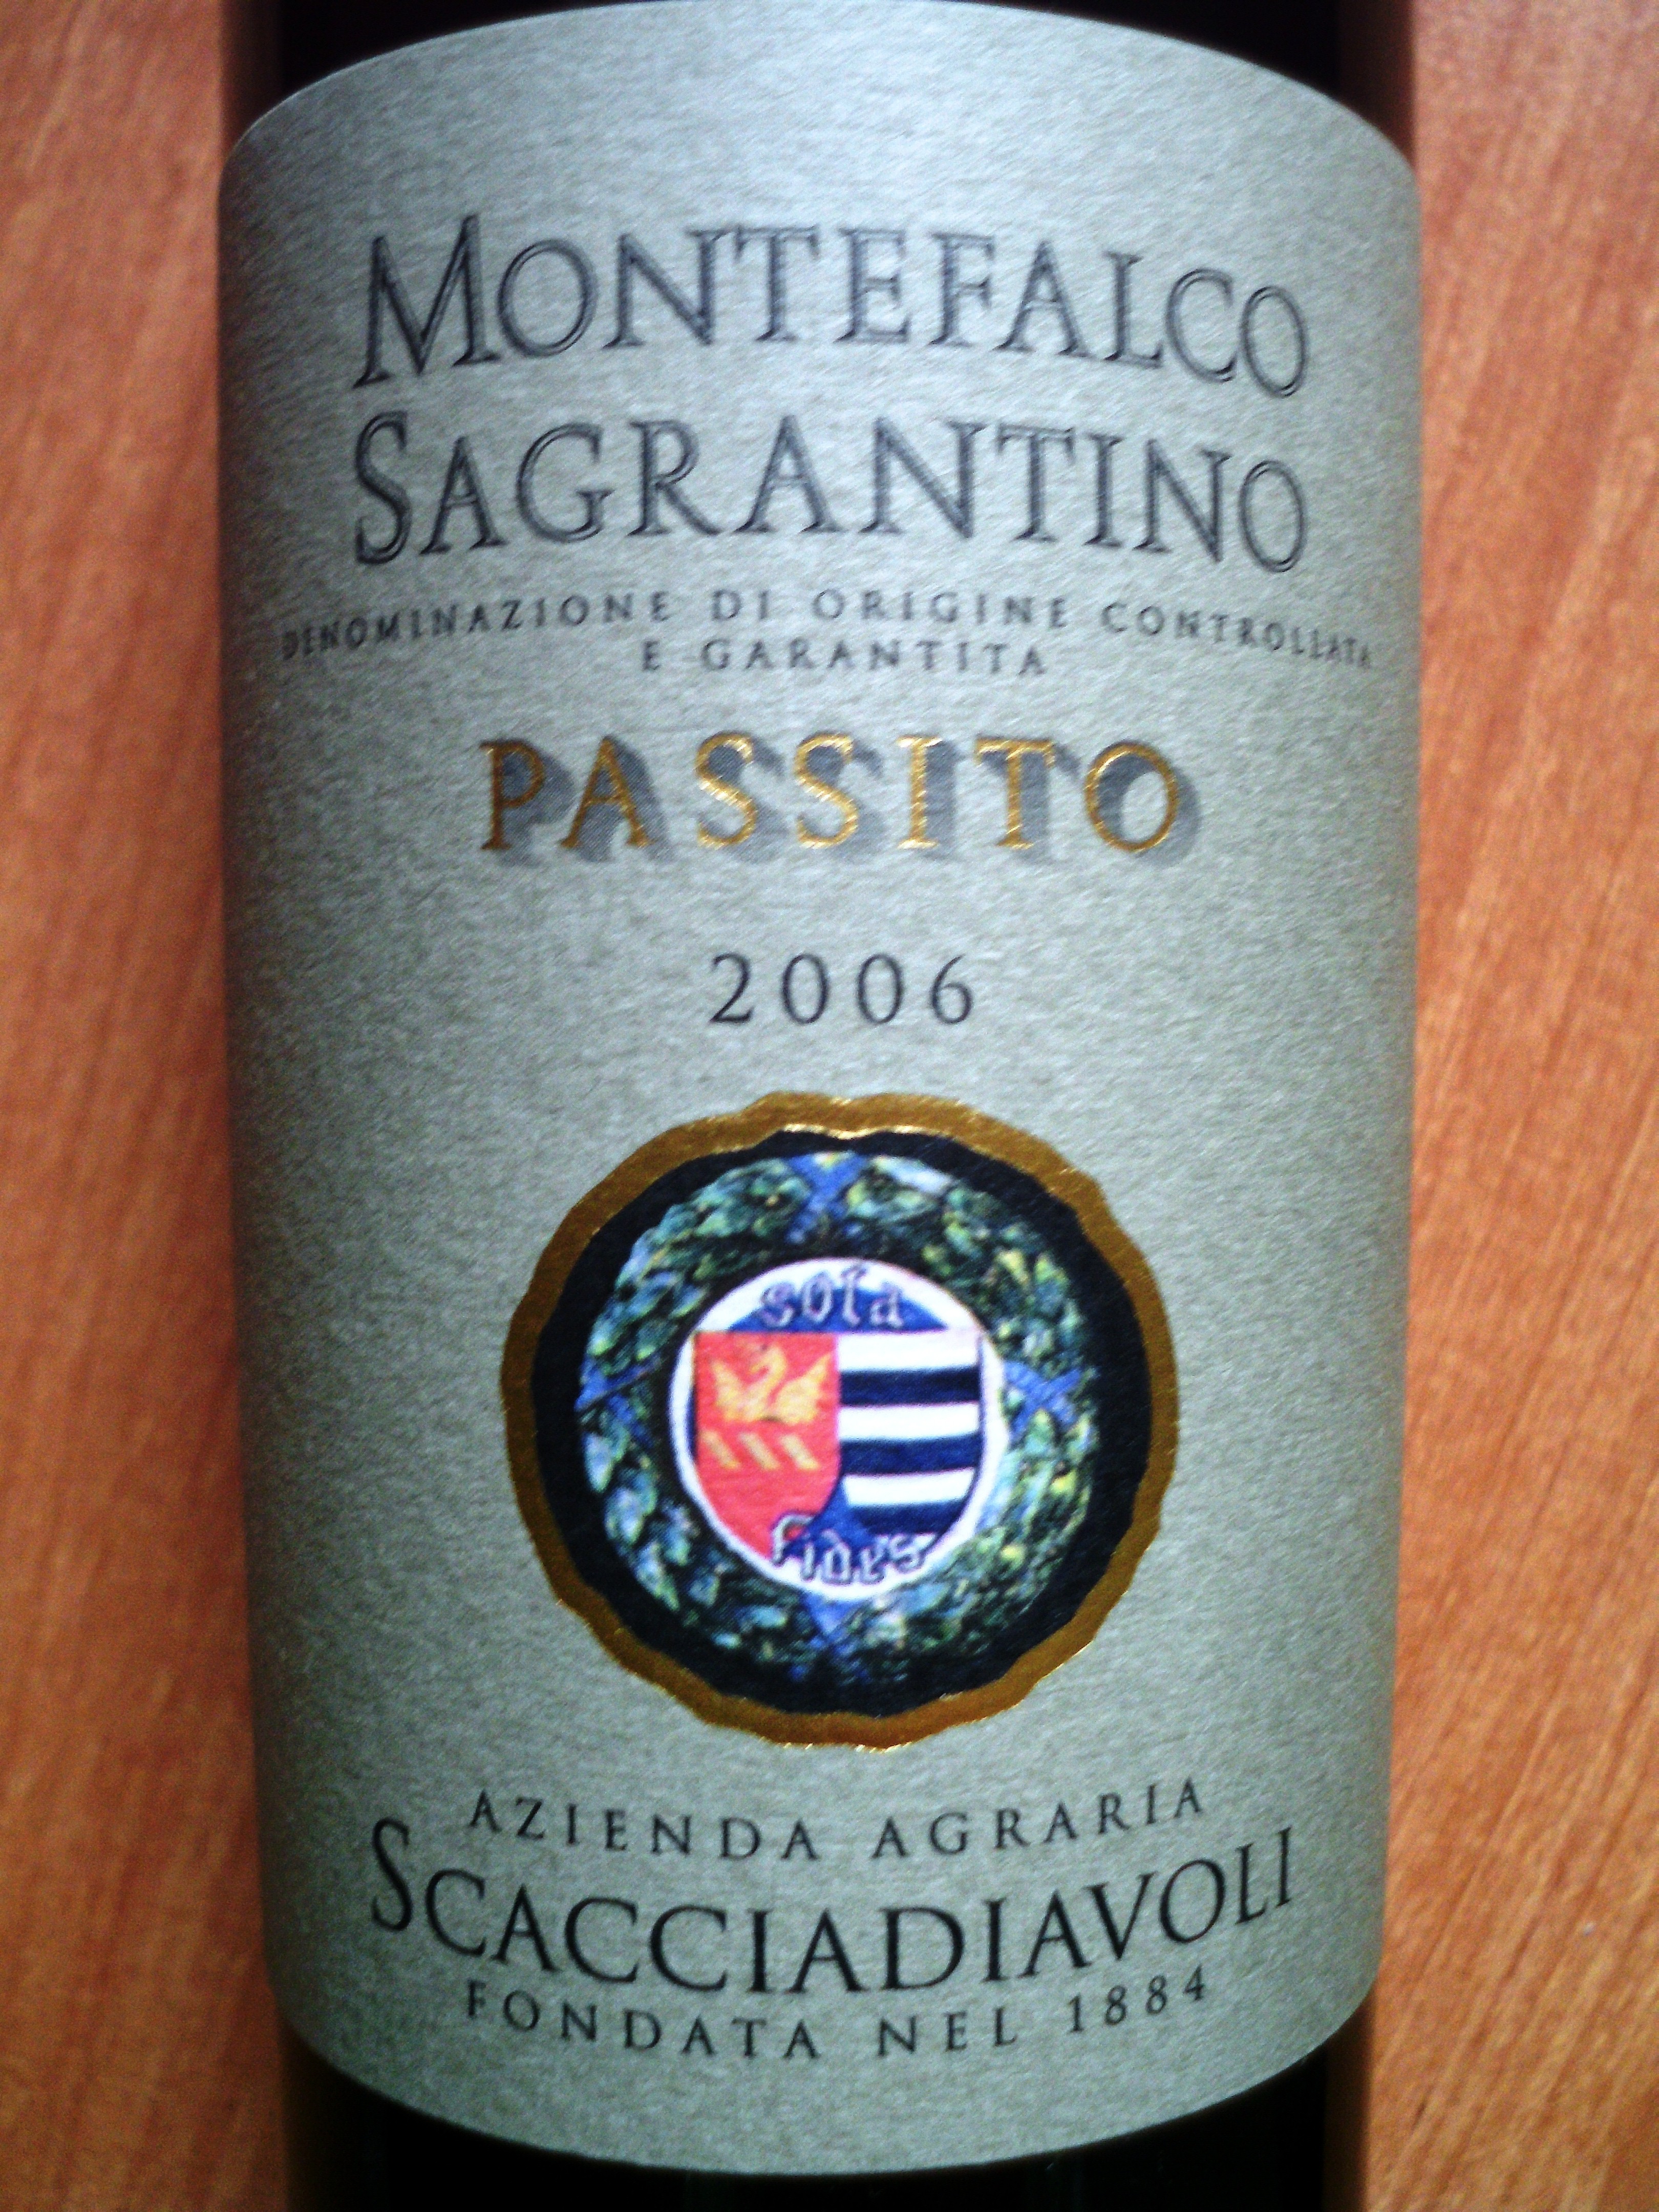 MONTEFALCO
SAGRANTINO
DENOMINAZIONE DI ORIGINE CONTROLLATA
E GARANTITA
PASSITO
2006
sola
fides
AZIENDA AGRARIA
SCACCIADIAVOLI
FONDATA NEL 1884